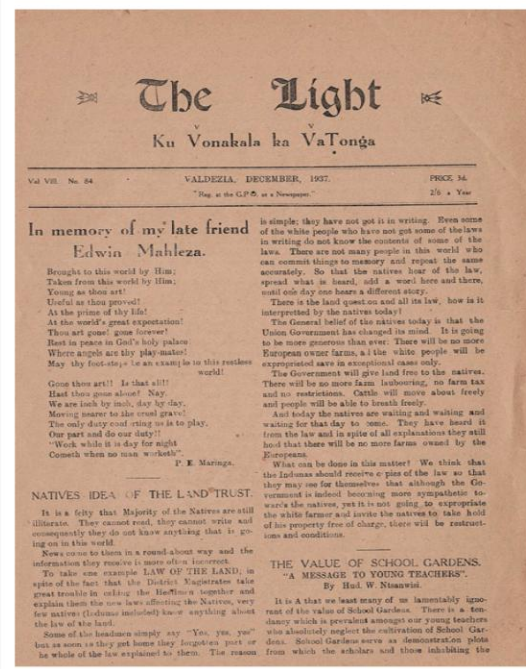 The Light
Ku Vonakala ka VaTonga
Vol VIII. No. 84
VALDEZIA, DECEMBER, 1937.
PRICE 3d.
"Reg. at the G.P.O. as a Newspaper."
2/6 a Year
In memory of my late friend
Edwin Mahleza.
Brought to this world by Him;
Taken from this world by Him;
Young as thou art!
Useful as thou proved!
At the prime of thy life!
At the world's great expectation!
Thou art gone! gone forever!
Rest in peace in God's holy palace
Where angels are thy play-mates!
May thy foot-steps be an example to this restless
world!
Gone thou art!! Is that all!!
Hast thou gone alone? Nay.
We are inch by inch, day by day,
Moving nearer to the cruel grave!
The only duty confronting us is to play,
Our part and do our duty!!
"Work while it is day for night
Cometh when no man worketh".
P. E. Maringa.
NATIVES IDEA OF THE LAND TRUST.
It is a fcity that Majority of the Natives are still
illiterate. They cannot read, they cannot write and
consequently they do not know anything that is go-
ing on in this world.
News come to them in a round-about way and the
information they receive is more often incorrect.
To take one example LAW OF THE LAND; in
spite of the fact that the District Magistrates take
great trouble in calling the Headmen together and
explain them the new laws affecting the Natives, very
few natives (Indunas included) know anything about
the law of the land.
Some of the headmen simply say "Yes, yes, yes"
but as soon as they get home they forgotten part or
he whole of the law explained to them. The reason
is simple; they have not got it in writing. Even some
of the white people who have not got some of the laws
in writing do not know the contents of some of the
laws. There are not many people in this world who
can commit things to memory and repeat the same
accurately. So that the natives hear of the law,
spread what is heard, add a word here and there,
until one day one hears a different story.
There is the land question and all its law, how is it
interpretted by the natives today?
The General belief of the natives today is that the
Union Government has changed its mind. It is going
to be more generous than ever: There will be no more
European owner farms, all the white people will be
expropriated save in exceptional cases only.
The Government will give land free to the natives.
There will be no more farm laubouring, no farm tax
and no restrictions. Cattle will move about freely
and people will be able to breath freely.
And today the natives are waiting and waiting and
waiting for that day to come. They have heard it
from the law and in spite of all explanations they still
hold that there will be no more farms owned by the
Europeans.
What can be done in this matter? We think that
the Indunas should receive copies of the law so that
they may see for themselves that although the Go-
vernment is indeed becoming more sympathetic to-
wards the natives, yet it is not going to expropriate
the white farmer and invite the natives to take hold
of his property free of charge, there will be restruct-
ions and conditions.
THE VALUE OF SCHOOL GARDENS.
"A MESSAGE TO YOUNG TEACHERS".
By Hud. W. Ntsanwisi.
It is A that we least many of us lamentably igno-
rant of the value of School Gardens. There is a ten-
dancy which is prevalent amongst our young teachers
who absolutely neglect the cultivation of School Gar-
dens. School Gardens serve as demonstration plots
from which the scholars and those inhabiting the